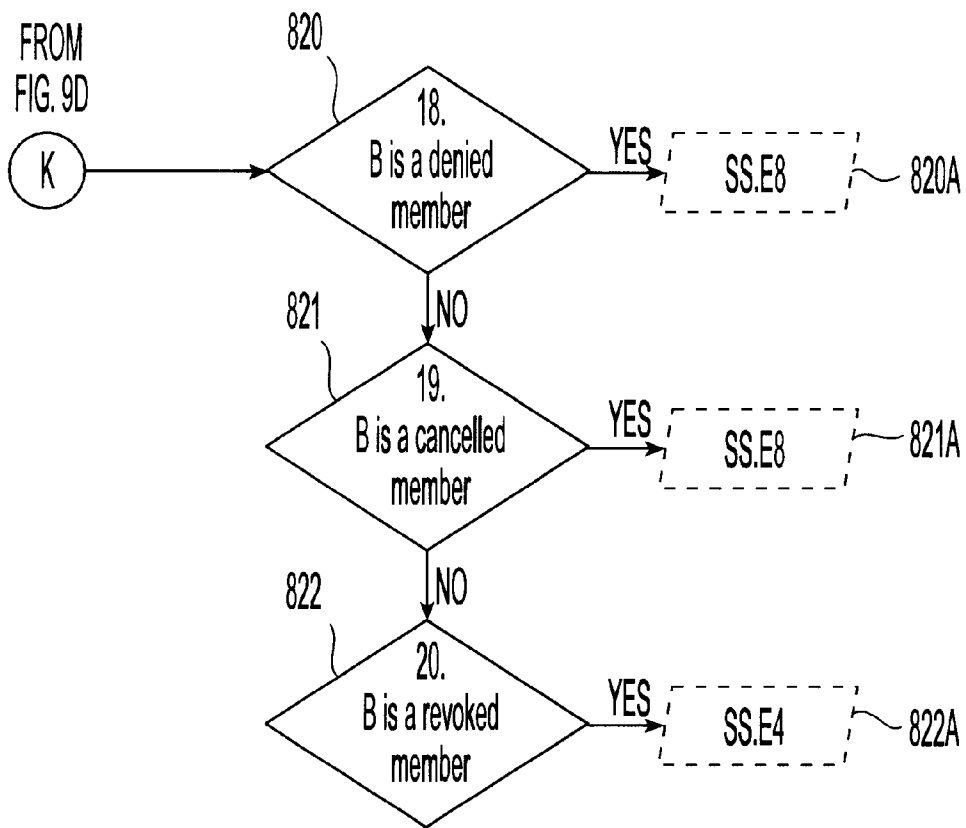 FROM
FIG. 9D
K
820
18.
B is a denied
member
YES
SS.E8
820A
NO
821
19.
B is a cancelled
member
YES
SS.E8
821A
NO
822
20.
B is a revoked
member
YES
SS.E4
822A